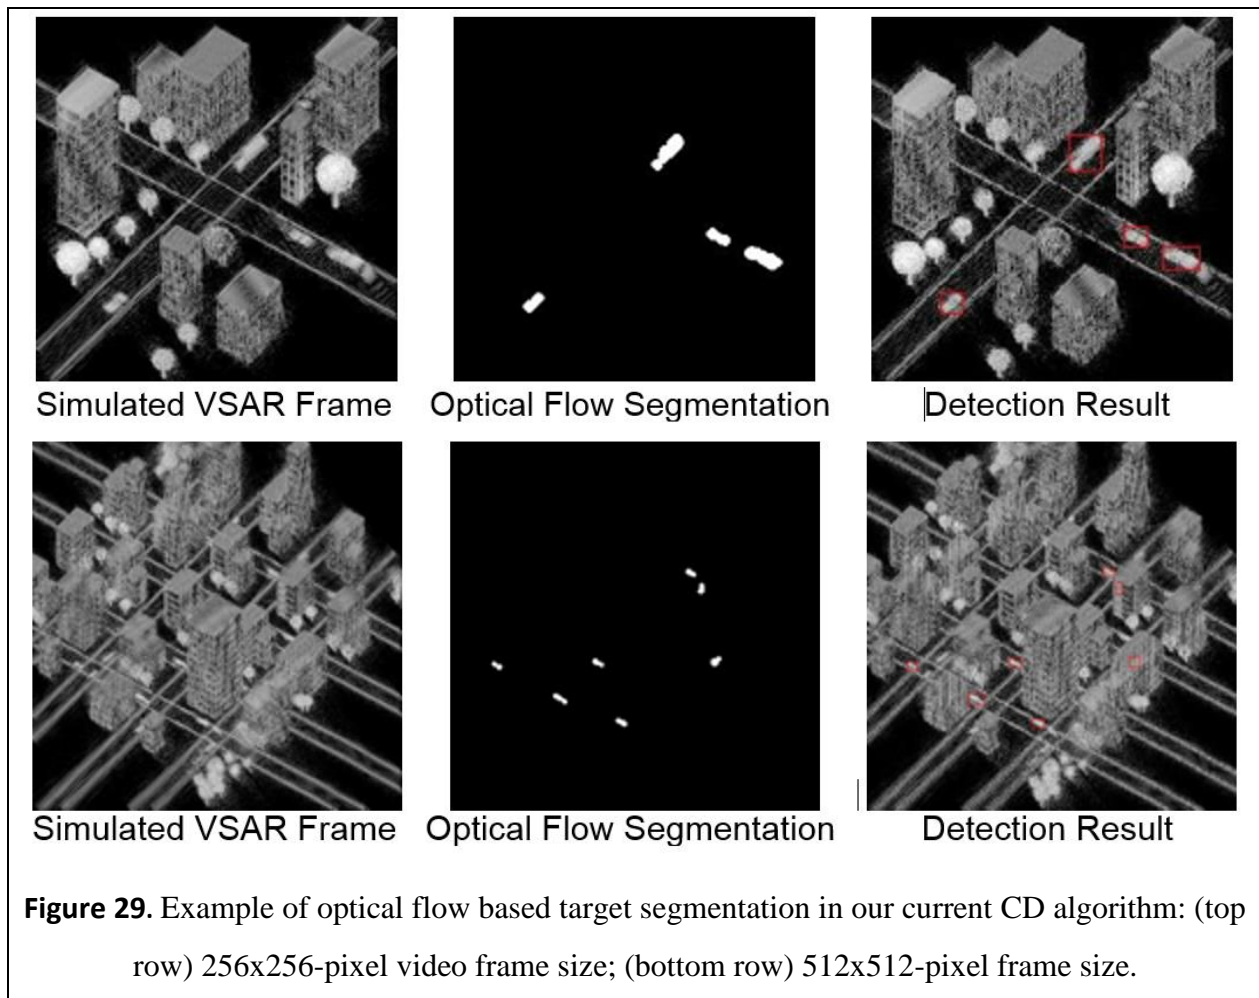 Simulated VSAR Frame
Optical Flow Segmentation
Detection Result
Simulated VSAR Frame
Optical Flow Segmentation
Detection Result
Figure 29. Example of optical flow based target segmentation in our current CD algorithm: (top
row) 256x256-pixel video frame size; (bottom row) 512x512-pixel frame size.